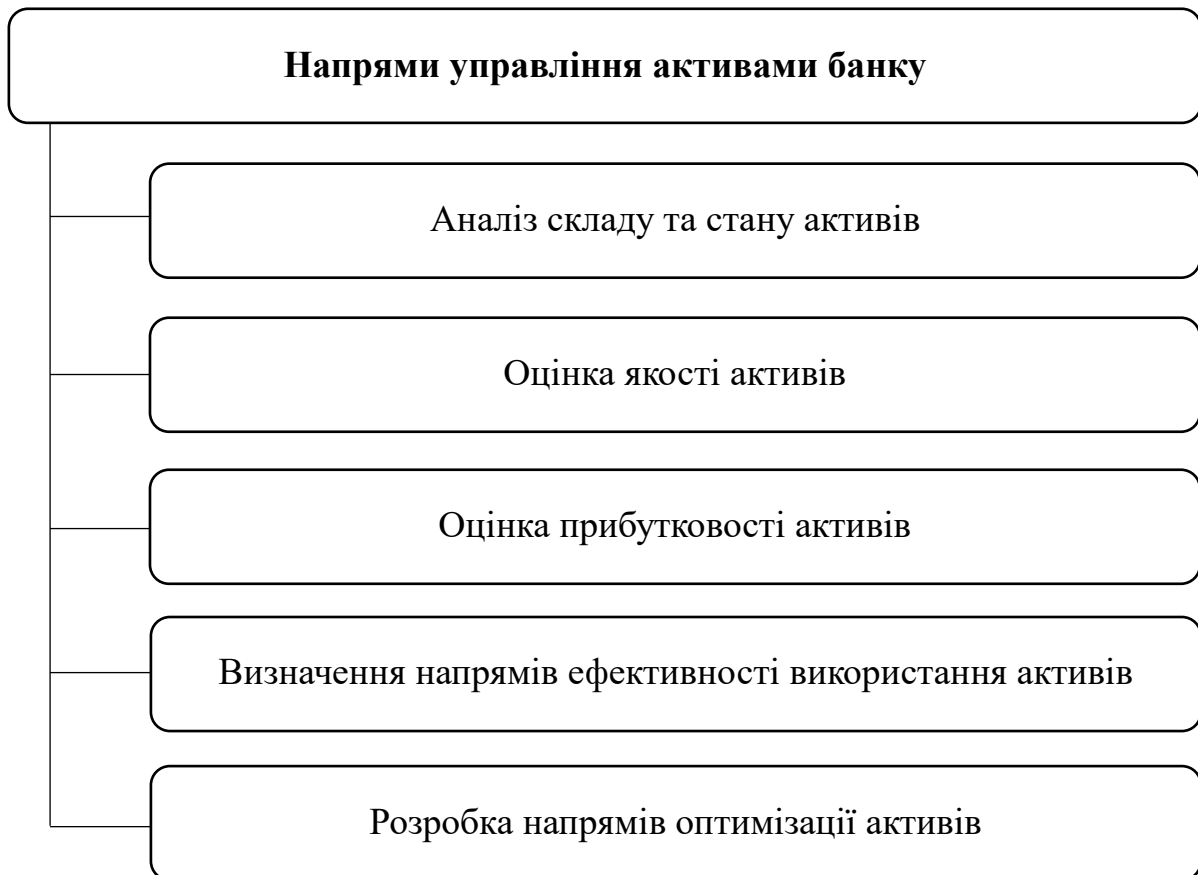 Напрями управління активами банку
Аналіз складу та стану активів
Оцінка якості активів
Оцінка прибутковості активів
Визначення напрямів ефективності використання активів
Розробка напрямів оптимізації активів